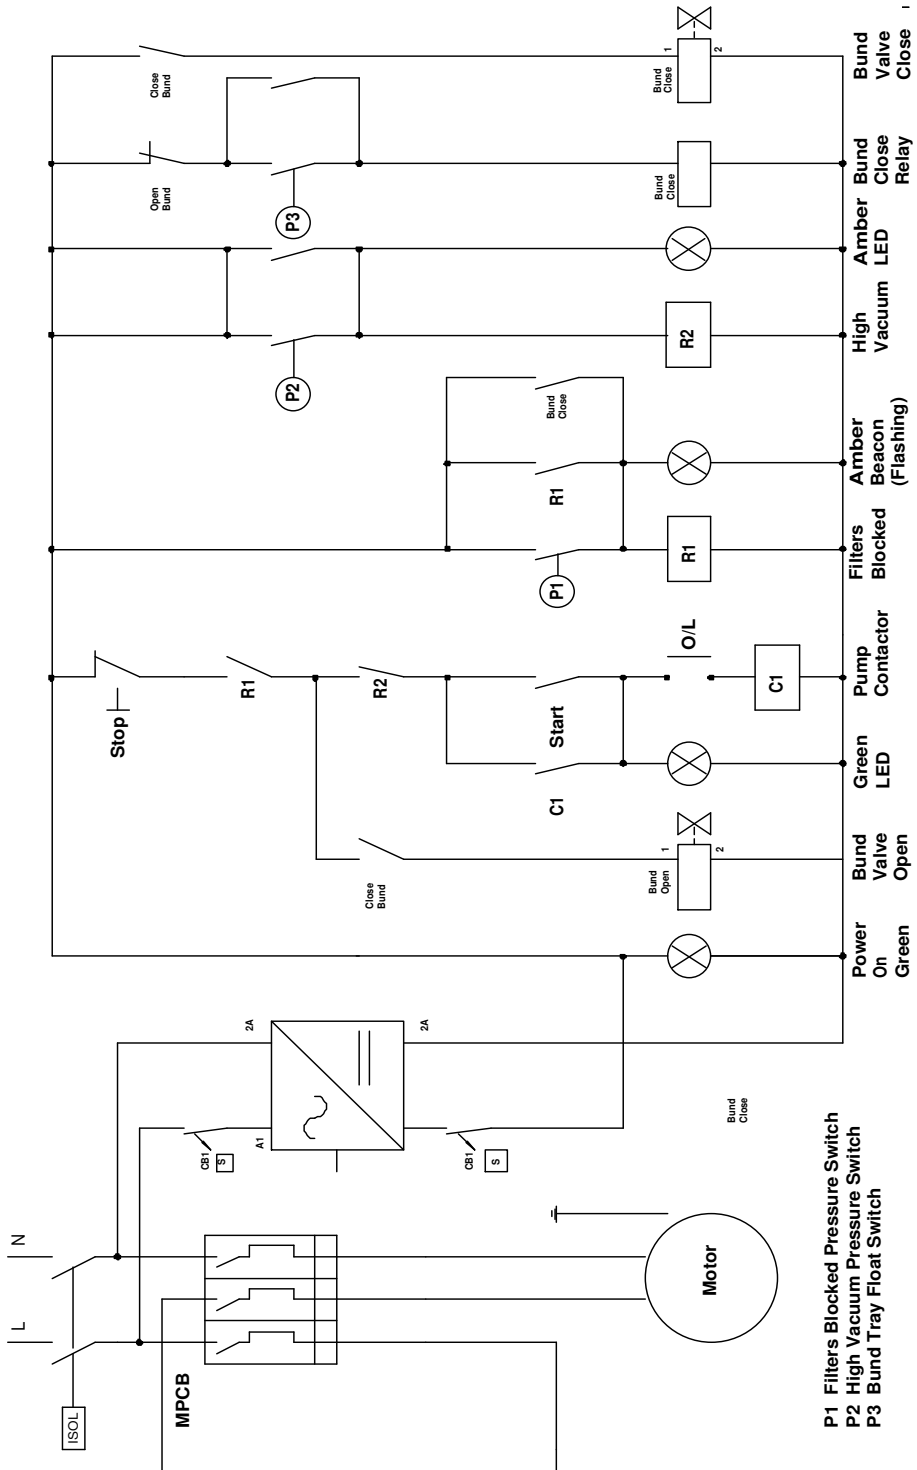 ISOL
L
N
MPCB
Motor
CB1
S
A1
2A
2A
CB1
S
Bund
Close
P1 Filters Blocked Pressure Switch
P2 High Vacuum Pressure Switch
P3 Bund Tray Float Switch
Power
On
Green
Close
Bund
Bund
Open
1
2
Bund
Valve
Open
C1
Green
LED
Stop
R1
R2
Start
O/L
C1
Pump
Contactor
P1
R1
Filters
Blocked
R1
Bund
Close
Amber
Beacon
(Flashing)
P2
R2
High
Vacuum
Amber
LED
Open
Bund
P3
Bund
Close
Bund
Close
Relay
Close
Bund
Bund
Close
1
2
Bund
Valve
Close